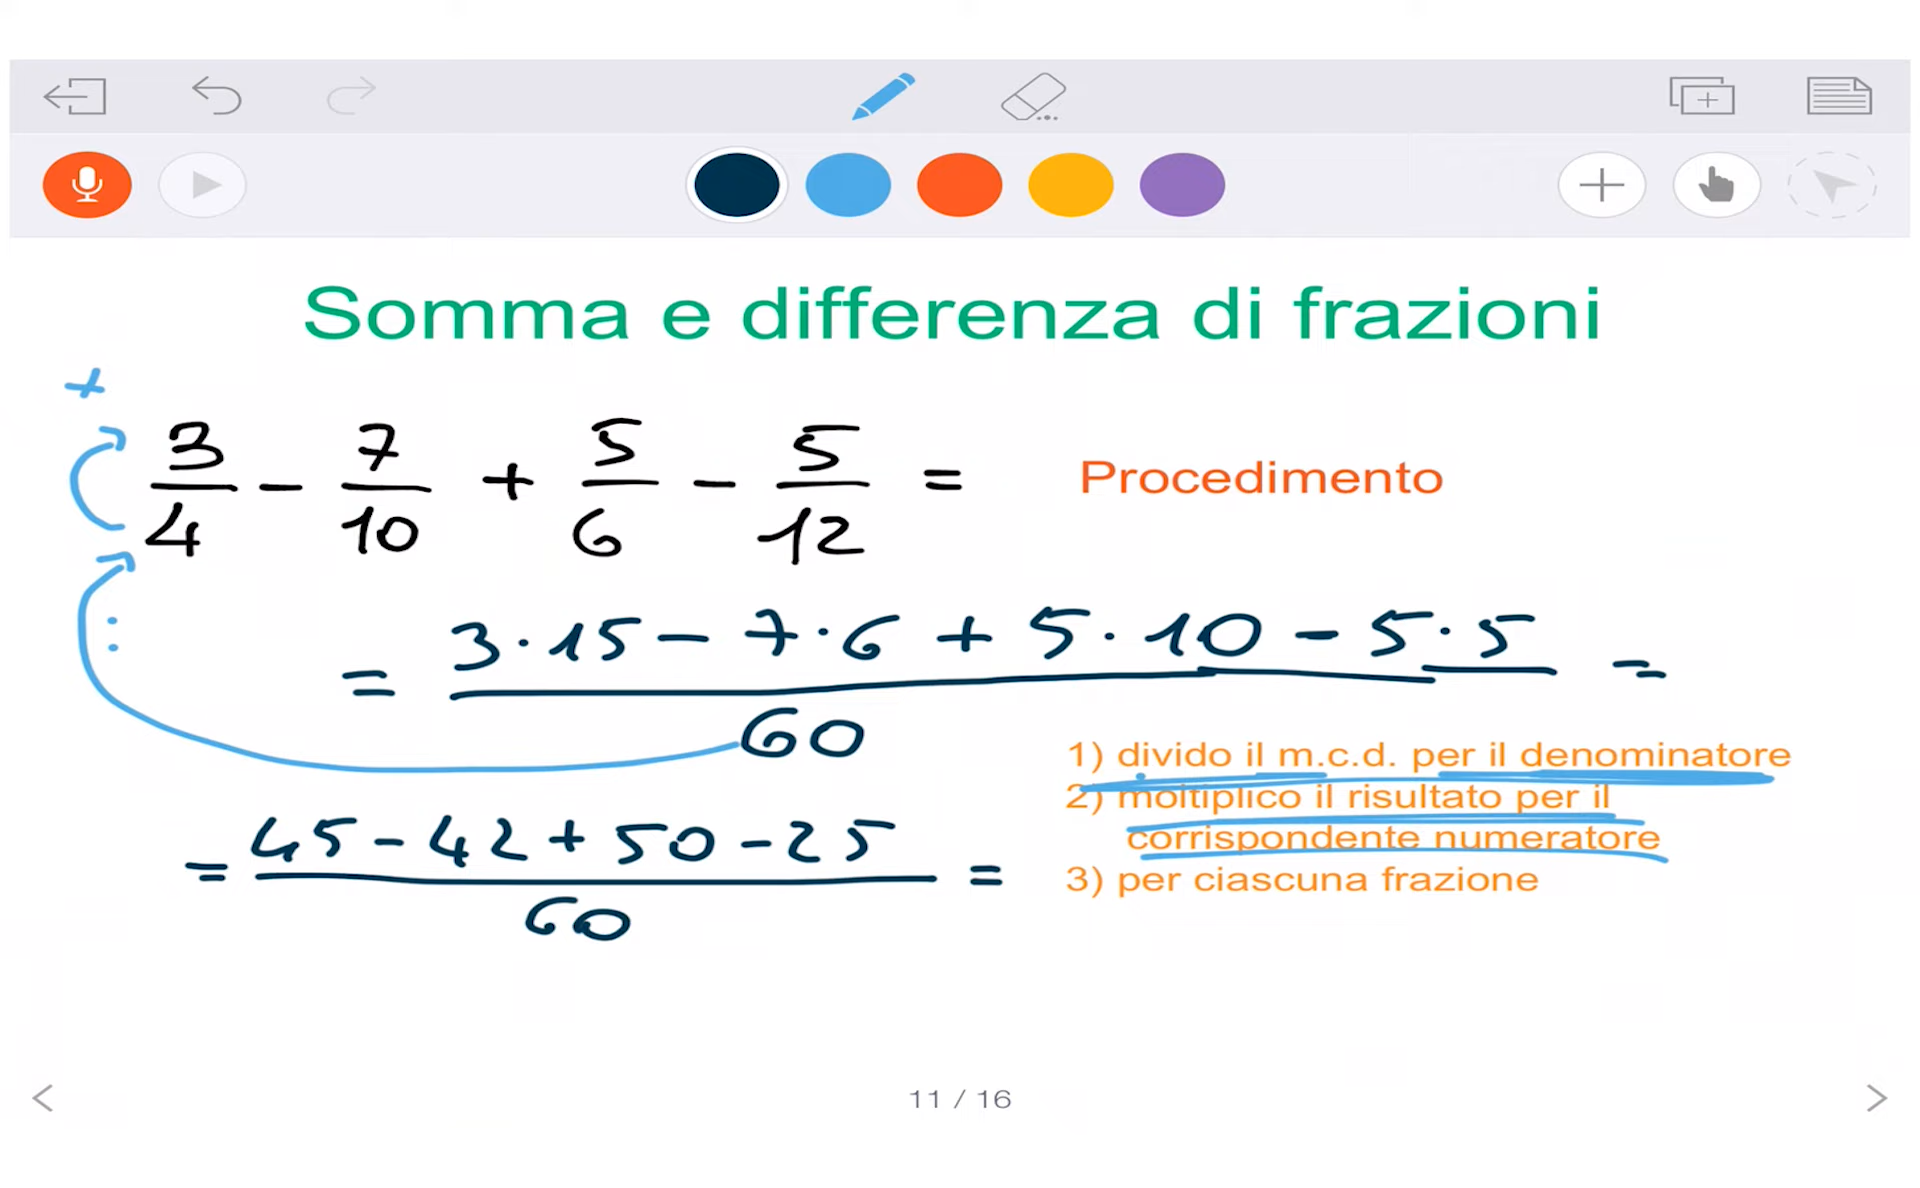 Somma e differenza di frazioni
+
3/4 - 7/10 + 5/6 - 5/12 =
Procedimento
:
= 3·15 - 7·6 + 5·10 - 5·5 =
60
1) divido il m.c.d. per il denominatore
2) moltiplico il risultato per il
corrispondente numeratore
3) per ciascuna frazione
= 45 - 42 + 50 - 25 =
60
11 / 16